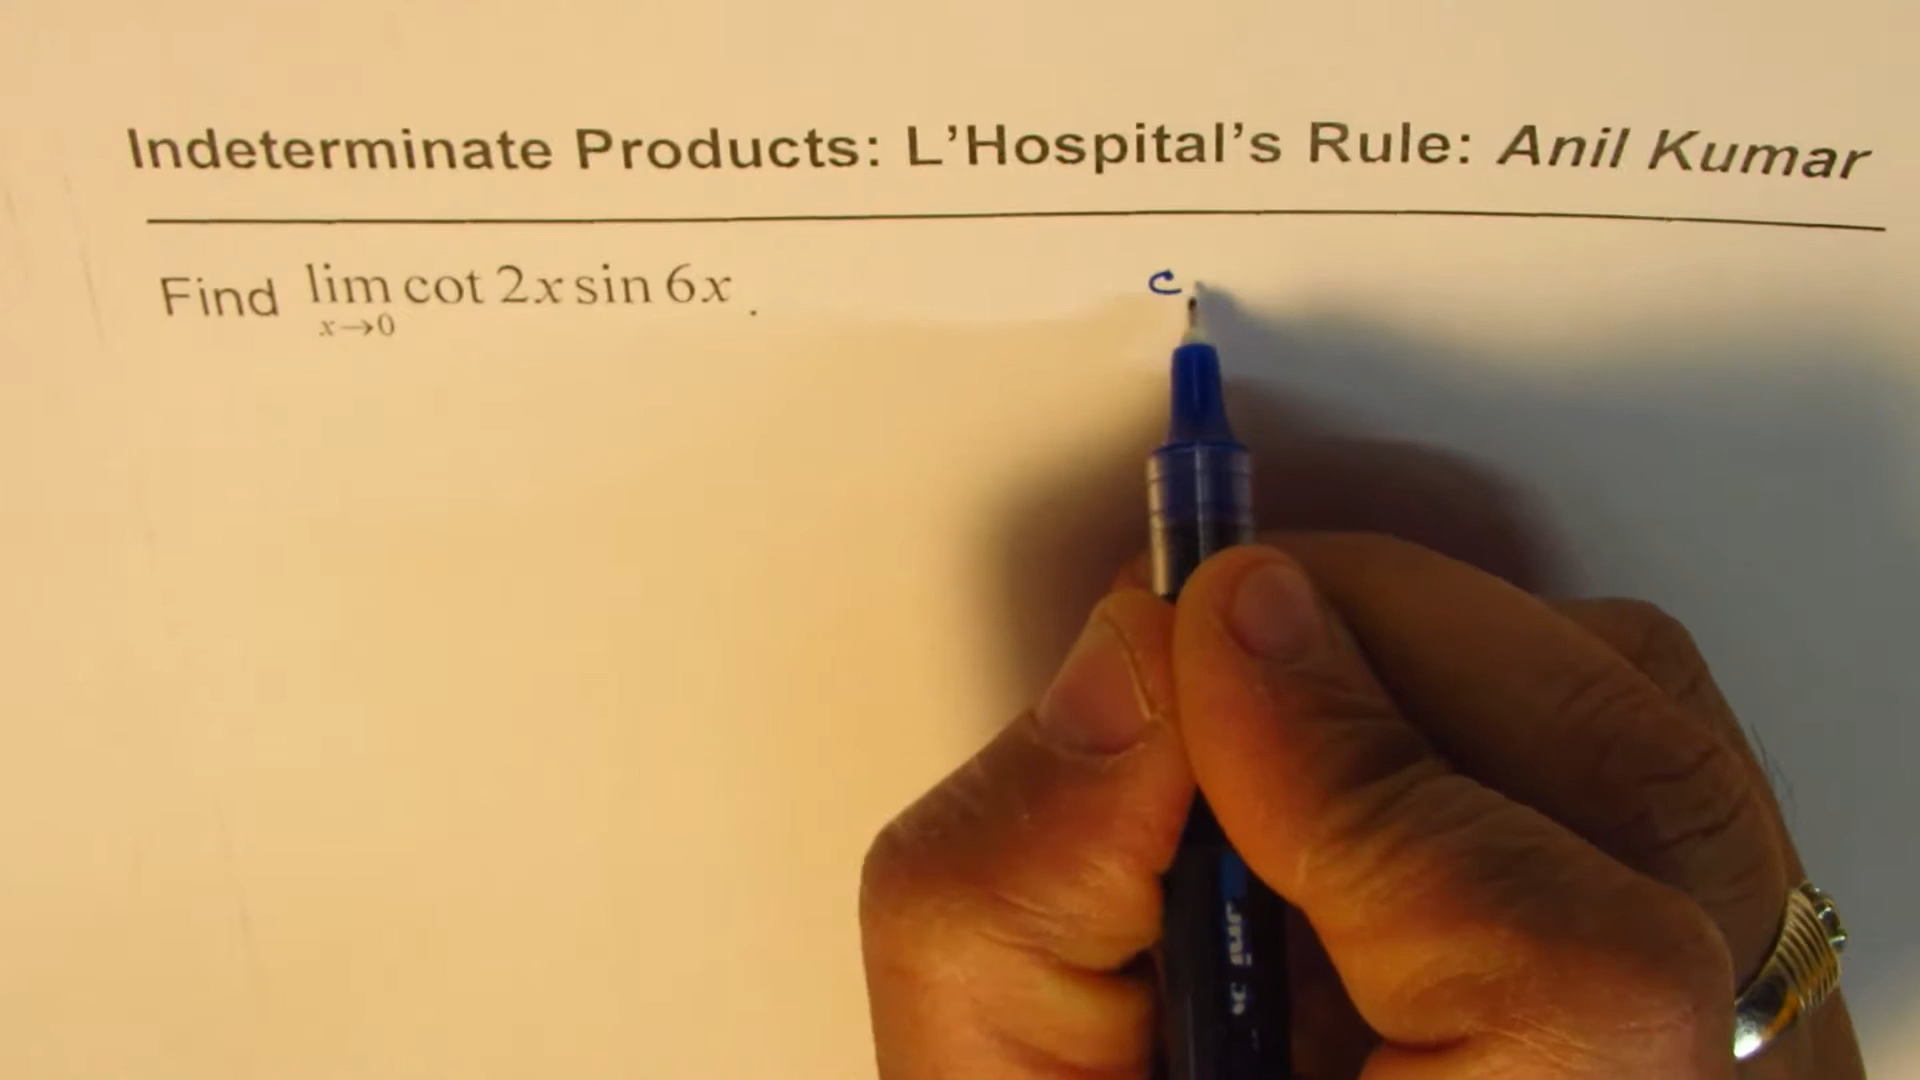 Indeterminate Products: L'Hospital's Rule: Anil Kumar
Find lim cot 2x sin 6x .
x→0
c